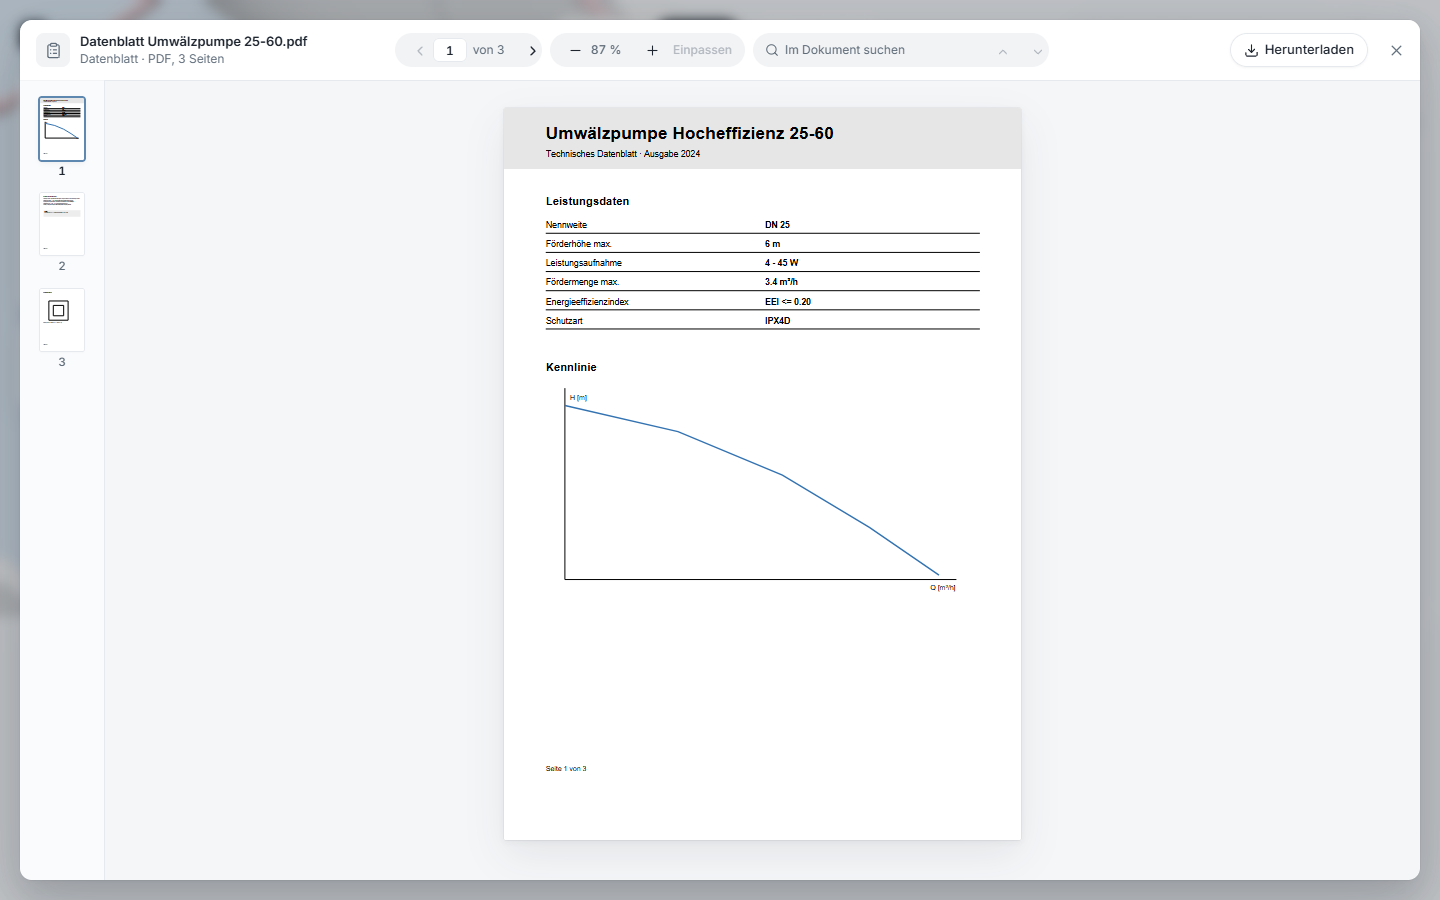 Datenblatt Umwälzpumpe 25-60.pdf
Datenblatt · PDF, 3 Seiten
1 von 3
87 %
Einpassen
Im Dokument suchen
Herunterladen
1
2
3
Umwälzpumpe Hocheffizienz 25-60
Technisches Datenblatt · Ausgabe 2024
Leistungsdaten
Nennweite DN 25
Förderhöhe max. 6 m
Leistungsaufnahme 4 - 45 W
Fördermenge max. 3.4 m³/h
Energieeffizienzindex EEI <= 0.20
Schutzart IPX4D
Kennlinie
H [m]
Q [m³/h]
Seite 1 von 3